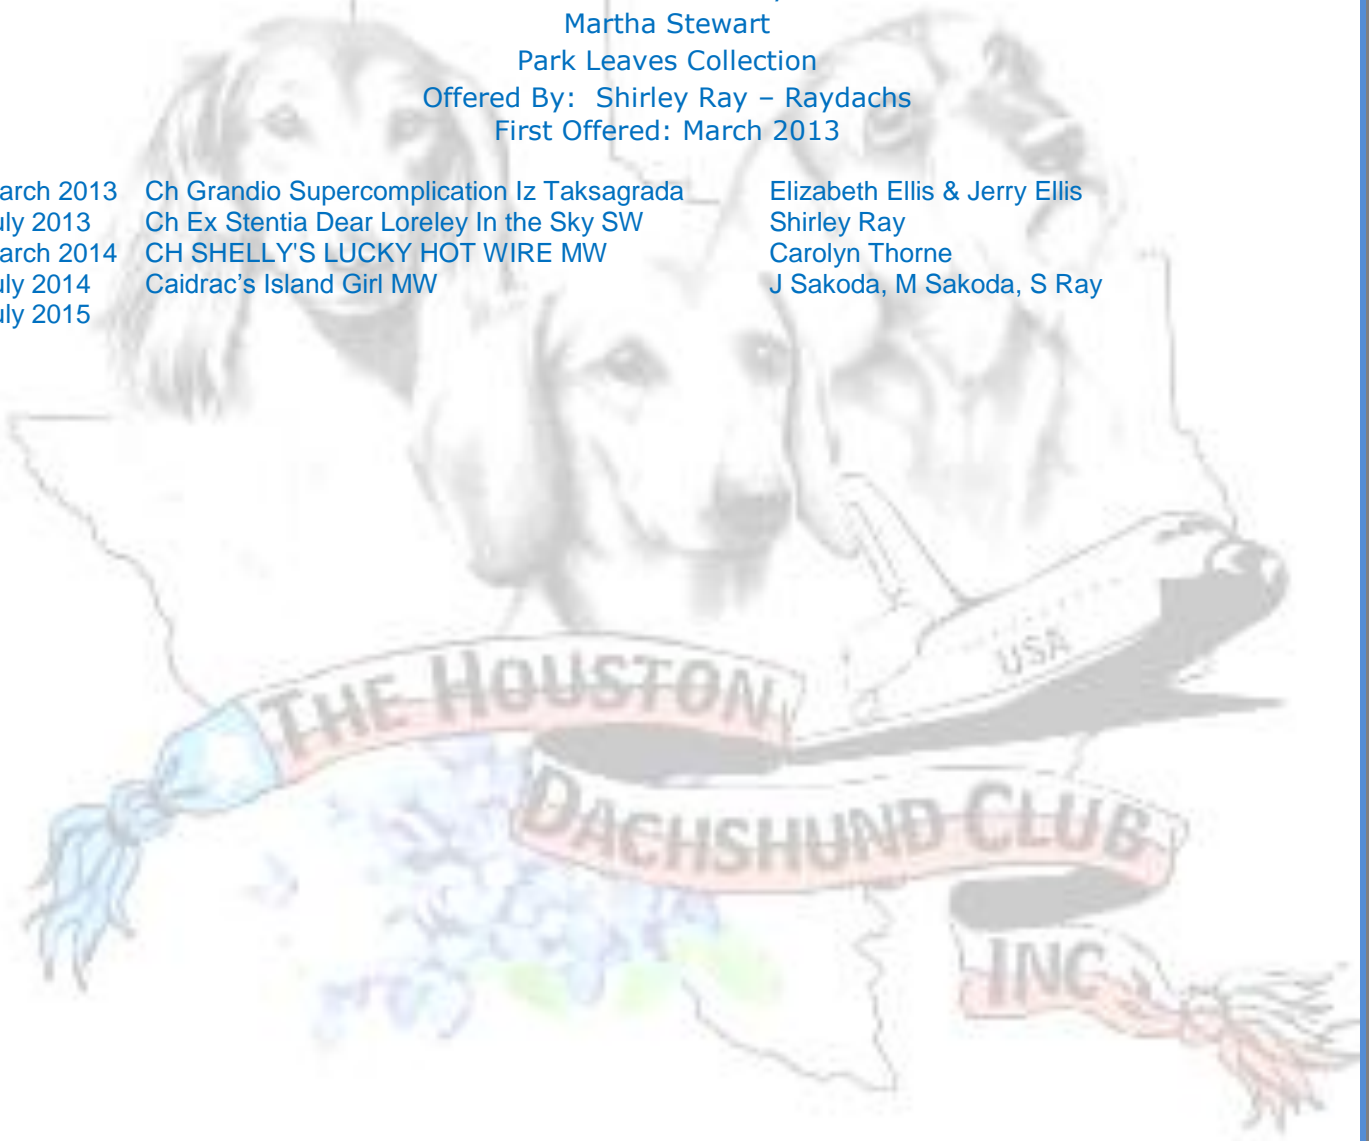 Martha Stewart
Park Leaves Collection
Offered By: Shirley Ray – Raydachs
First Offered: March 2013
arch 2013 Ch Grandio Supercomplication Iz Taksagrada Elizabeth Ellis & Jerry Ellis
uly 2013 Ch Ex Stentia Dear Loreley In the Sky SW Shirley Ray
arch 2014 CH SHELLY'S LUCKY HOT WIRE MW Carolyn Thorne
uly 2014 Caidrac’s Island Girl MW J Sakoda, M Sakoda, S Ray
uly 2015
USA
THE HOUSTON
DACHSHUND CLUB
INC